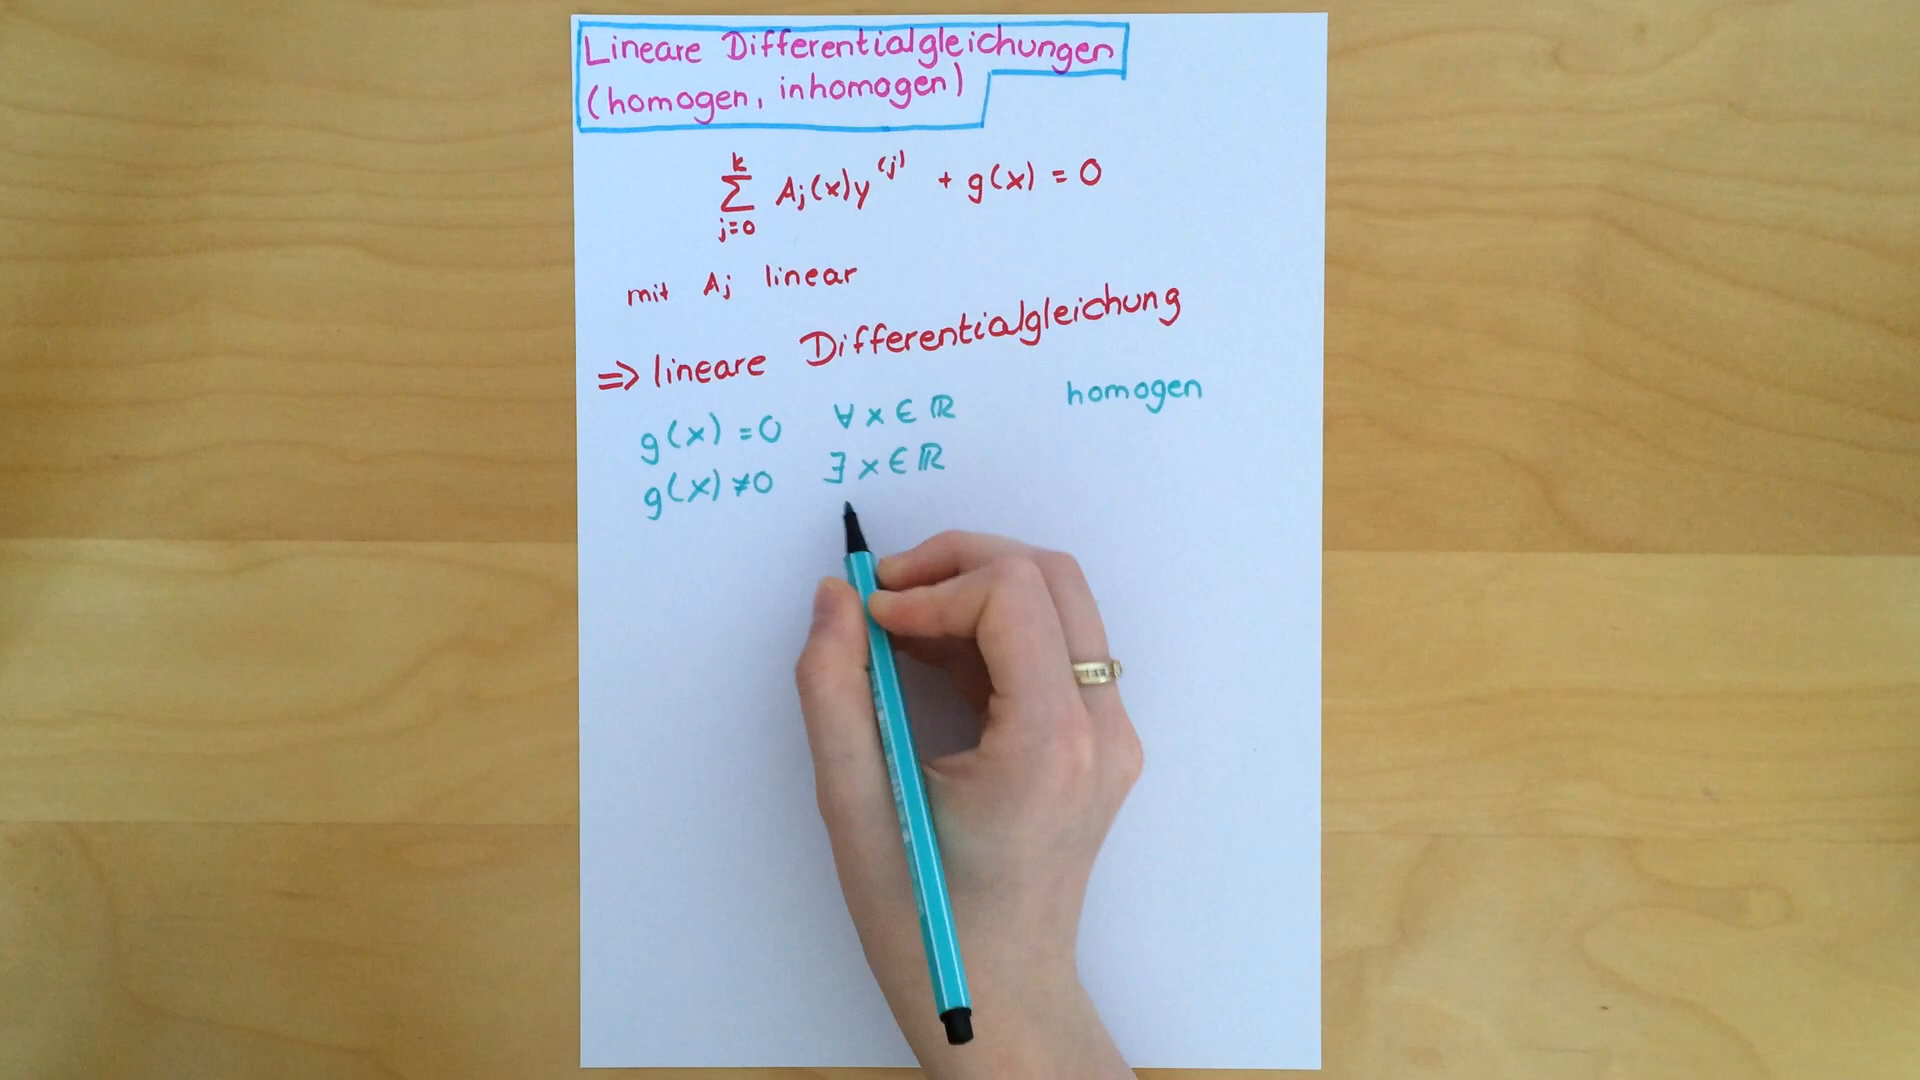 Lineare Differentialgleichungen
(homogen, inhomogen)
k
∑ Aj(x)y^(j) + g(x) = 0
j=0
mit Aj linear
⇒ lineare Differentialgleichung
g(x) = 0 ∀ x ∈ ℝ homogen
g(x) ≠ 0 ∃ x ∈ ℝ